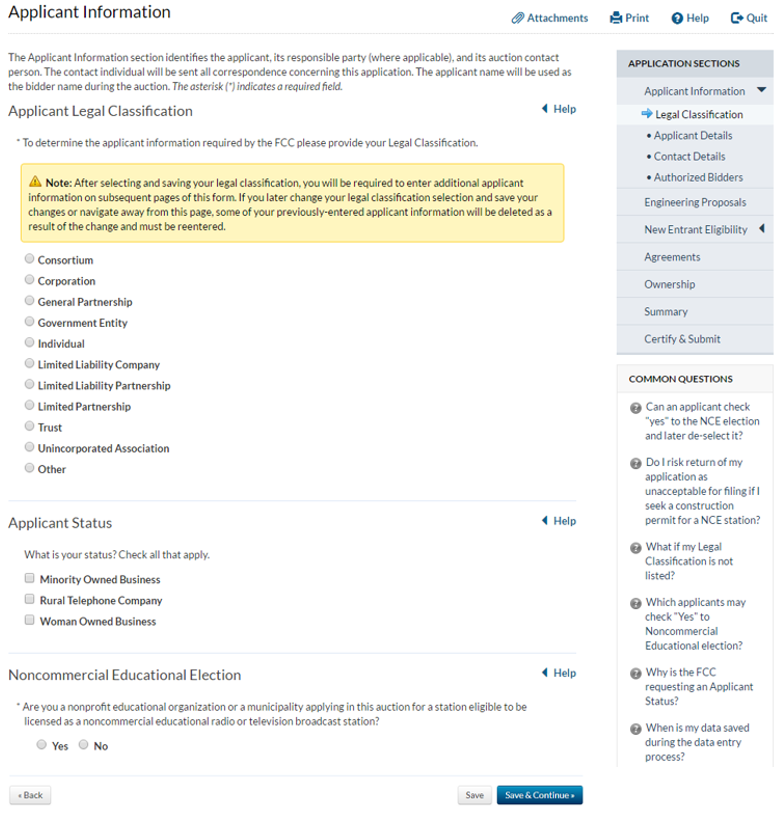 Applicant Information
Attachments Print Help Quit
The Applicant Information section identifies the applicant, its responsible party (where applicable), and its auction contact
person. The contact individual will be sent all correspondence concerning this application. The applicant name will be used as
the bidder name during the auction. The asterisk (*) indicates a required field.
Applicant Legal Classification
Help
* To determine the applicant information required by the FCC please provide your Legal Classification.
Note: After selecting and saving your legal classification, you will be required to enter additional applicant
information on subsequent pages of this form. If you later change your legal classification selection and save your
changes or navigate away from this page, some of your previously-entered applicant information will be deleted as a
result of the change and must be reentered.
Consortium
Corporation
General Partnership
Government Entity
Individual
Limited Liability Company
Limited Liability Partnership
Limited Partnership
Trust
Unincorporated Association
Other
Applicant Status
Help
What is your status? Check all that apply.
Minority Owned Business
Rural Telephone Company
Woman Owned Business
Noncommercial Educational Election
Help
* Are you a nonprofit educational organization or a municipality applying in this auction for a station eligible to be
licensed as a noncommercial educational radio or television broadcast station?
Yes No
« Back
Save
Save & Continue »
APPLICATION SECTIONS
Applicant Information
Legal Classification
• Applicant Details
• Contact Details
• Authorized Bidders
Engineering Proposals
New Entrant Eligibility
Agreements
Ownership
Summary
Certify & Submit
COMMON QUESTIONS
Can an applicant check
"yes" to the NCE election
and later de-select it?
Do I risk return of my
application as
unacceptable for filing if I
seek a construction
permit for a NCE station?
What if my Legal
Classification is not
listed?
Which applicants may
check "Yes" to
Noncommercial
Educational election?
Why is the FCC
requesting an Applicant
Status?
When is my data saved
during the data entry
process?